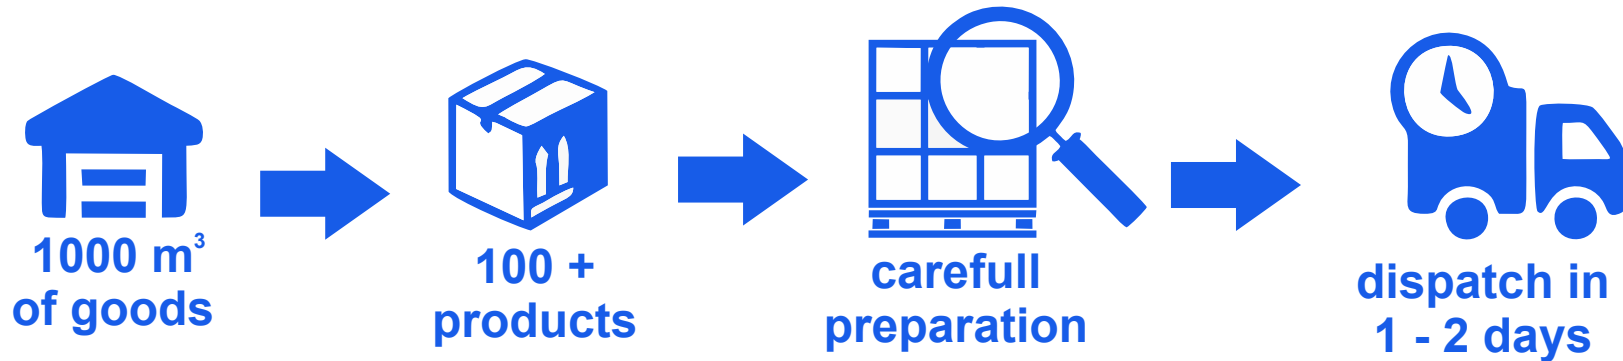 1000 m³
of goods
100 +
products
carefull
preparation
dispatch in
1 - 2 days